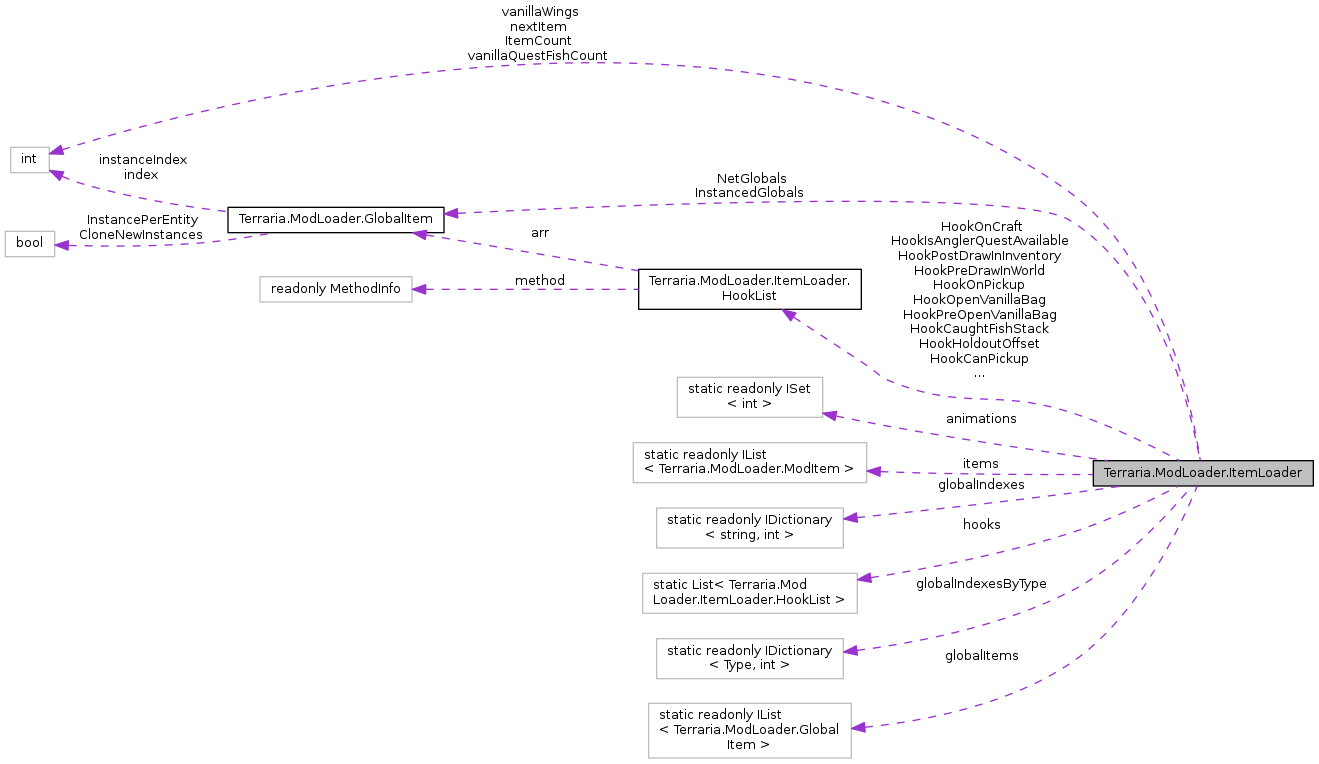 vanillaWings
nextItem
ItemCount
vanillaQuestFishCount
int
instanceIndex
index
NetGlobals
InstancedGlobals
Terraria.ModLoader.GlobalItem
InstancePerEntity
CloneNewInstances
bool
arr
HookOnCraft
HookIsAnglerQuestAvailable
HookPostDrawInInventory
HookPreDrawInWorld
HookOnPickup
HookOpenVanillaBag
HookPreOpenVanillaBag
HookCaughtFishStack
HookHoldoutOffset
HookCanPickup
...
readonly MethodInfo
method
Terraria.ModLoader.ItemLoader.
HookList
static readonly ISet
< int >
animations
static readonly IList
< Terraria.ModLoader.ModItem >
items
Terraria.ModLoader.ItemLoader
globalIndexes
static readonly IDictionary
< string, int >
hooks
static List< Terraria.Mod
Loader.ItemLoader.HookList >
globalIndexesByType
static readonly IDictionary
< Type, int >
globalItems
static readonly IList
< Terraria.ModLoader.Global
Item >